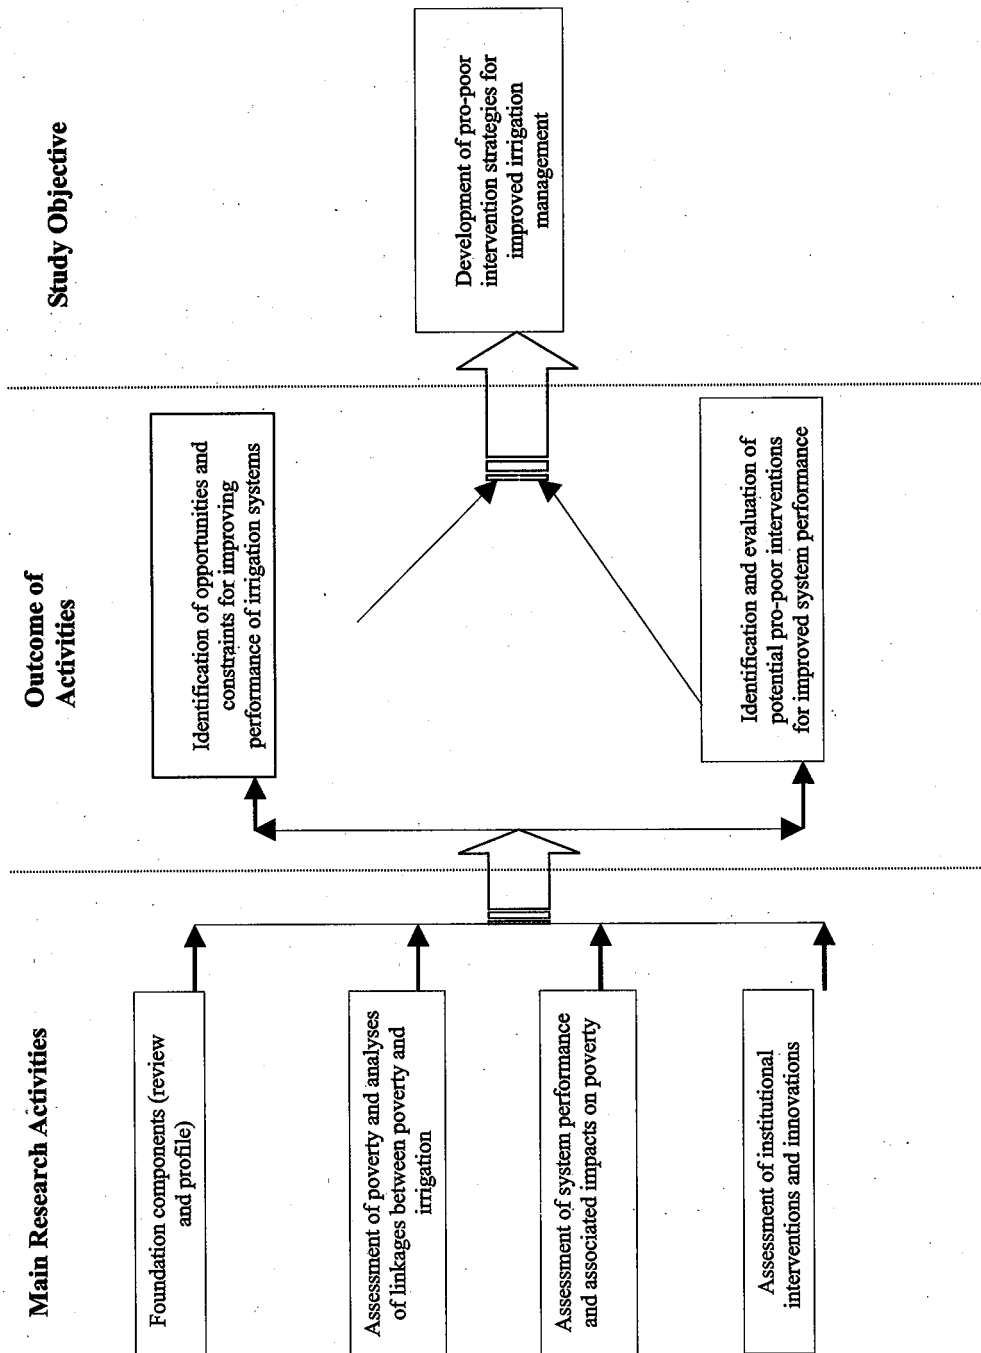 Main Research Activities
Foundation components (review
and profile)
Assessment of poverty and analyses
of linkages between poverty and
irrigation
Assessment of system performance
and associated impacts on poverty
Assessment of institutional
interventions and innovations
Outcome of
Activities
Identification of opportunities and
constraints for improving
performance of irrigation systems
Identification and evaluation of
potential pro-poor interventions
for improved system performance
Study Objective
Development of pro-poor
intervention strategies for
improved irrigation
management